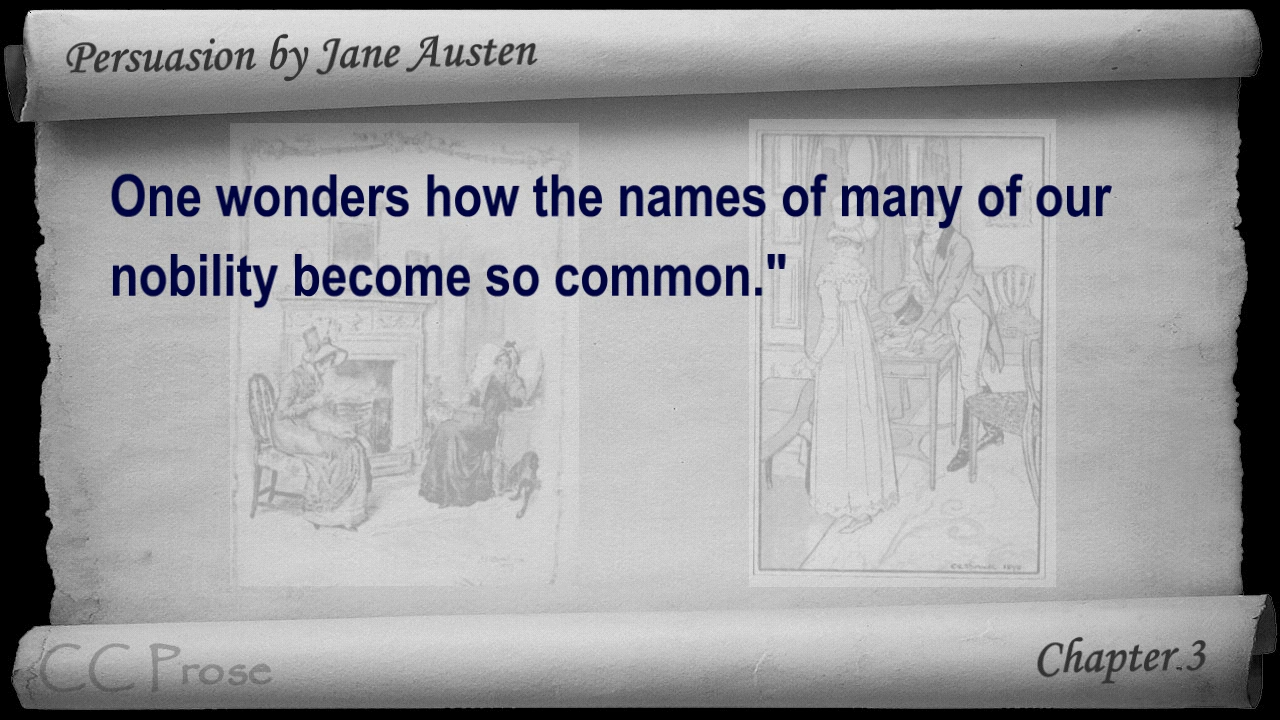 Persuasion by Jane Austen
One wonders how the names of many of our
nobility become so common."
CC Prose
Chapter.3